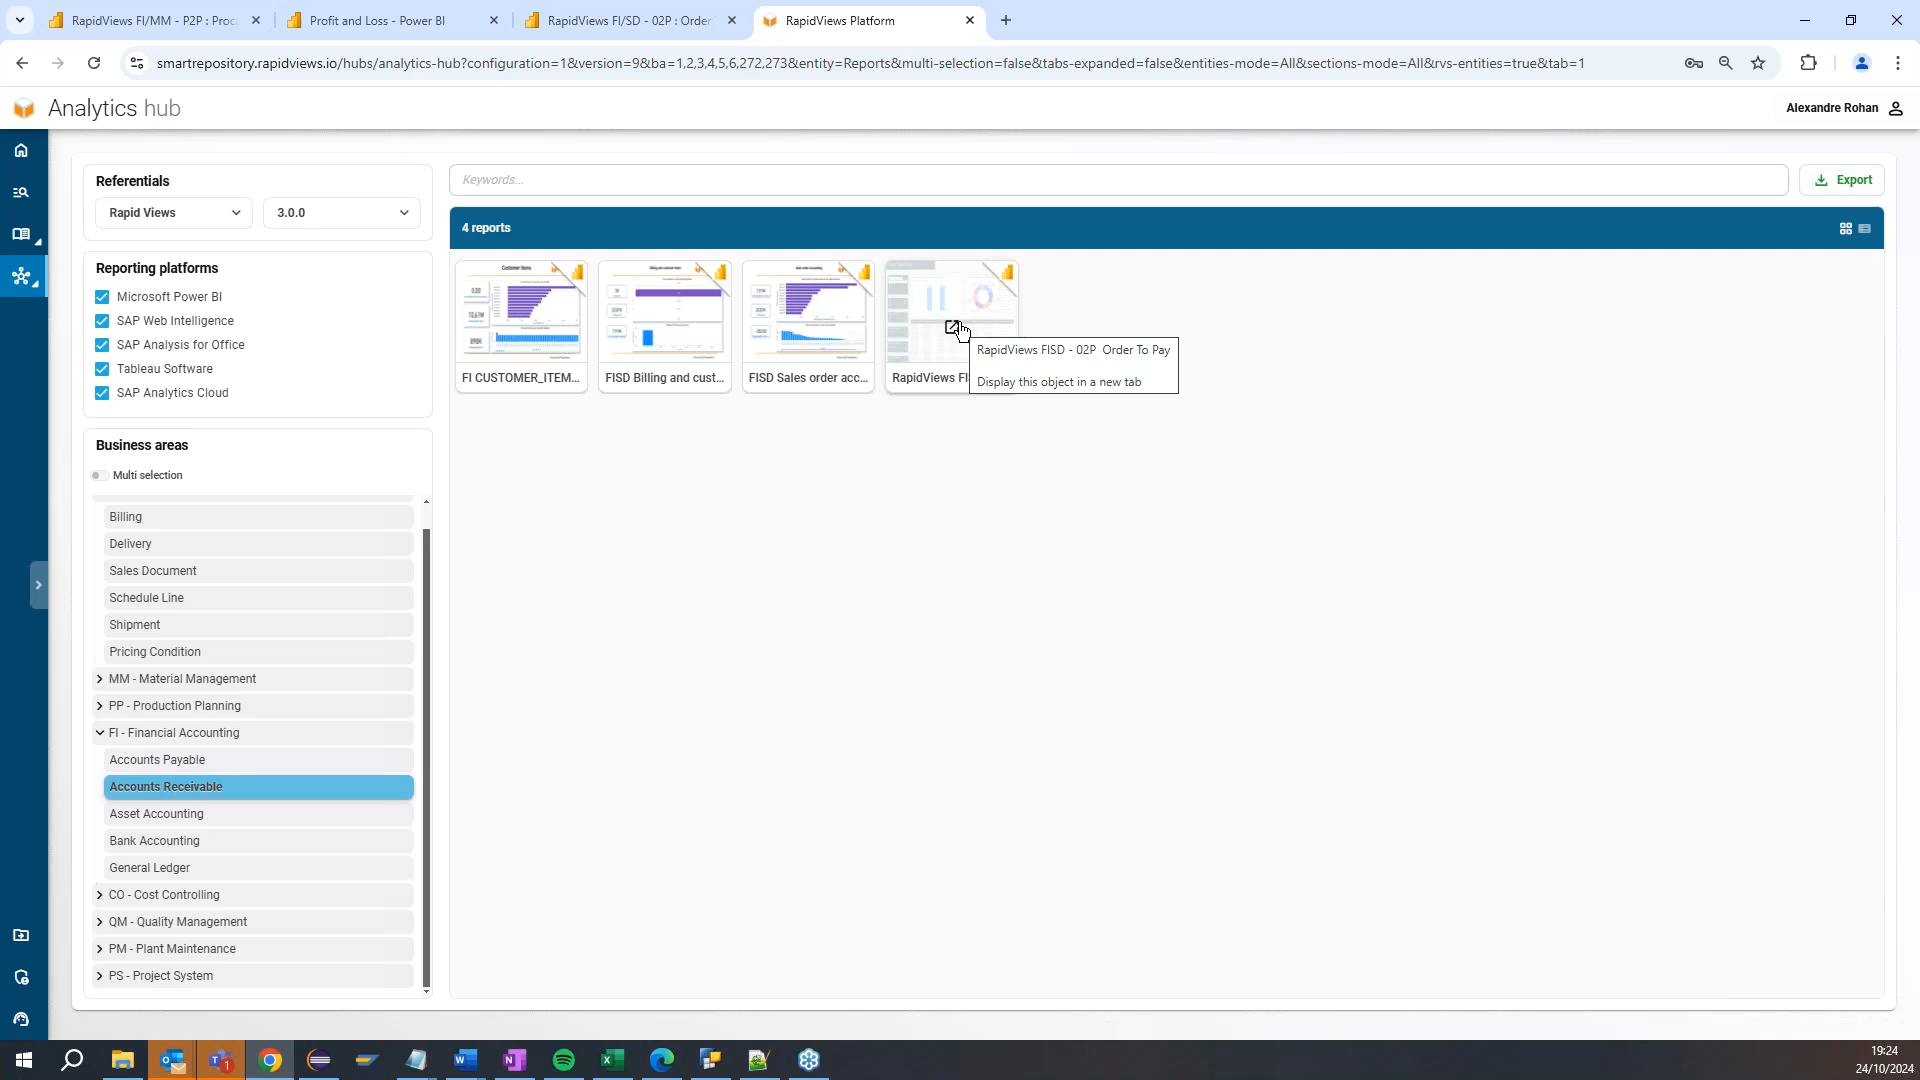 RapidViews FI/MM - P2P : Proc
Profit and Loss - Power BI
RapidViews FI/SD - 02P : Order
RapidViews Platform
smartrepository.rapidviews.io/hubs/analytics-hub?configuration=1&version=9&ba=1,2,3,4,5,6,272,273&entity=Reports&multi-selection=false&tabs-expanded=false&entities-mode=All&sections-mode=All&rvs-entities=true&tab=1
Analytics hub
Alexandre Rohan
Referentials
Rapid Views
3.0.0
Keywords...
Export
4 reports
Reporting platforms
Microsoft Power BI
SAP Web Intelligence
SAP Analysis for Office
Tableau Software
SAP Analytics Cloud
Customer items
FI CUSTOMER_ITEM...
FISD Billing and cust...
FISD Sales order acc...
RapidViews FI
RapidViews FISD - 02P Order To Pay
Display this object in a new tab
Business areas
Multi selection
Billing
Delivery
Sales Document
Schedule Line
Shipment
Pricing Condition
MM - Material Management
PP - Production Planning
FI - Financial Accounting
Accounts Payable
Accounts Receivable
Asset Accounting
Bank Accounting
General Ledger
CO - Cost Controlling
QM - Quality Management
PM - Plant Maintenance
PS - Project System
19:24
24/10/2024